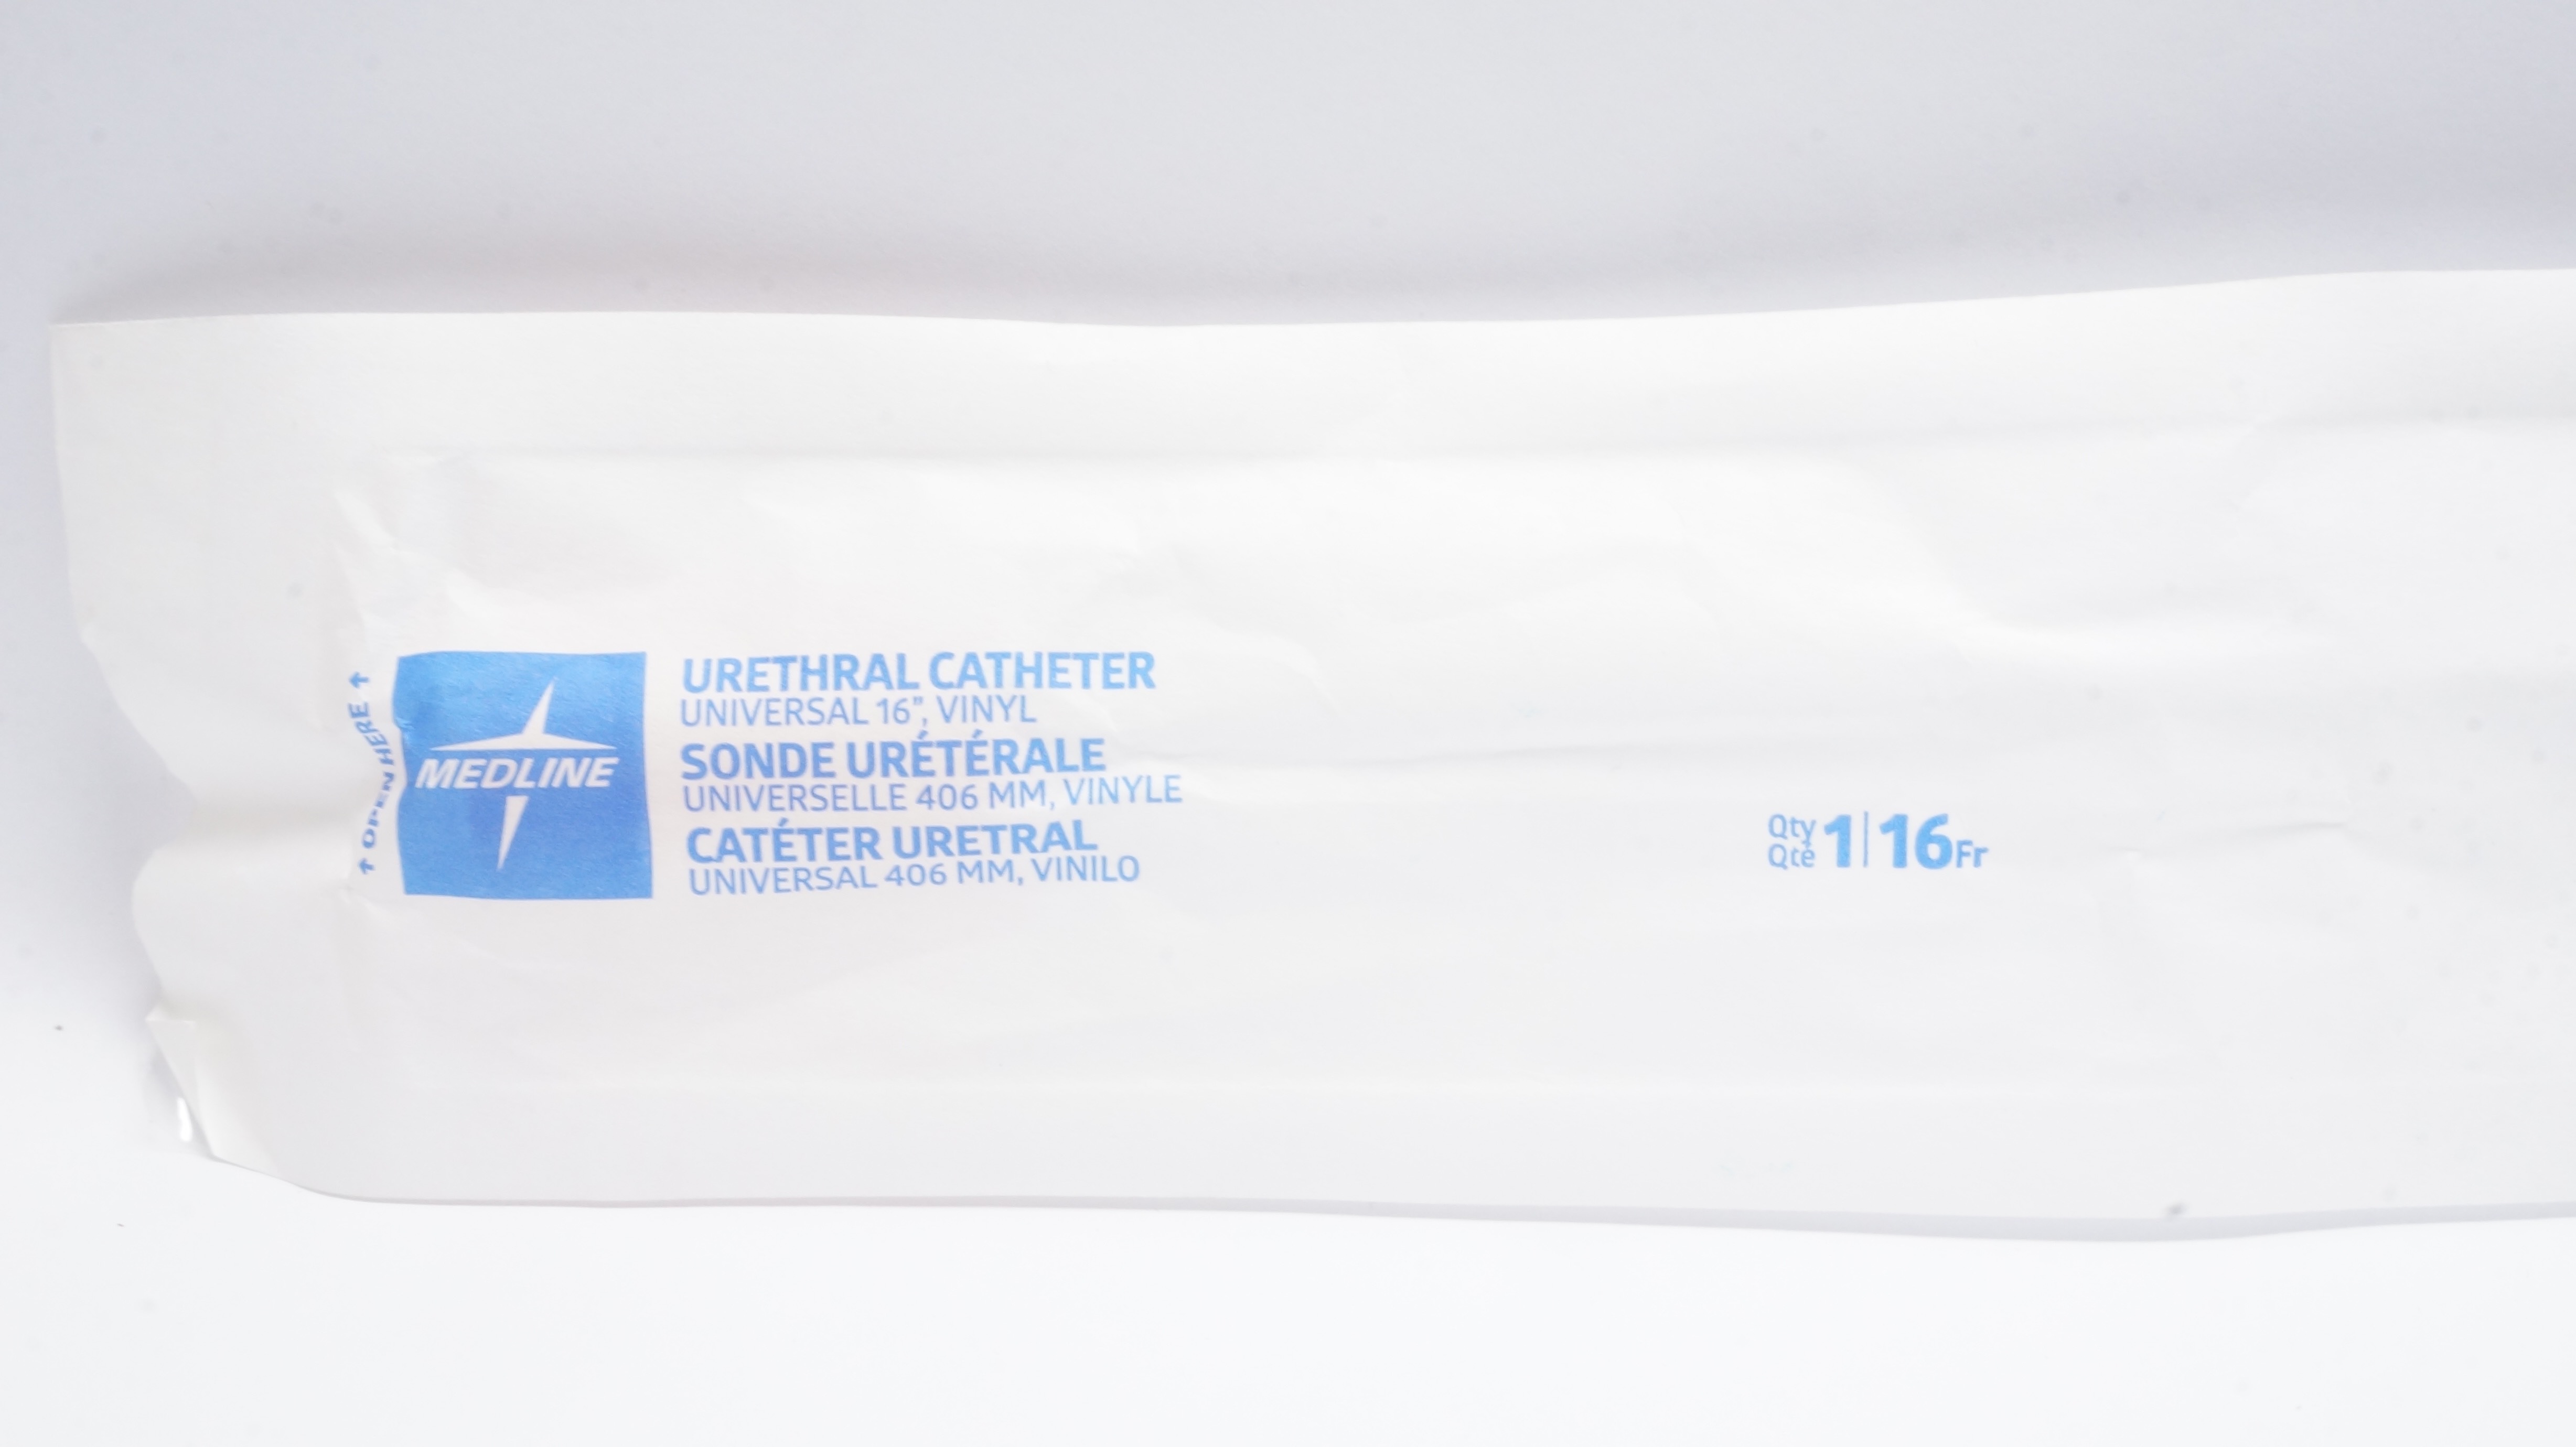 ↑ OPEN HERE ↑
MEDLINE
URETHRAL CATHETER
UNIVERSAL 16", VINYL
SONDE URÉTÉRALE
UNIVERSELLE 406 MM, VINYLE
CATÉTER URETRAL
UNIVERSAL 406 MM, VINILO
Qty
Qté
1|16Fr